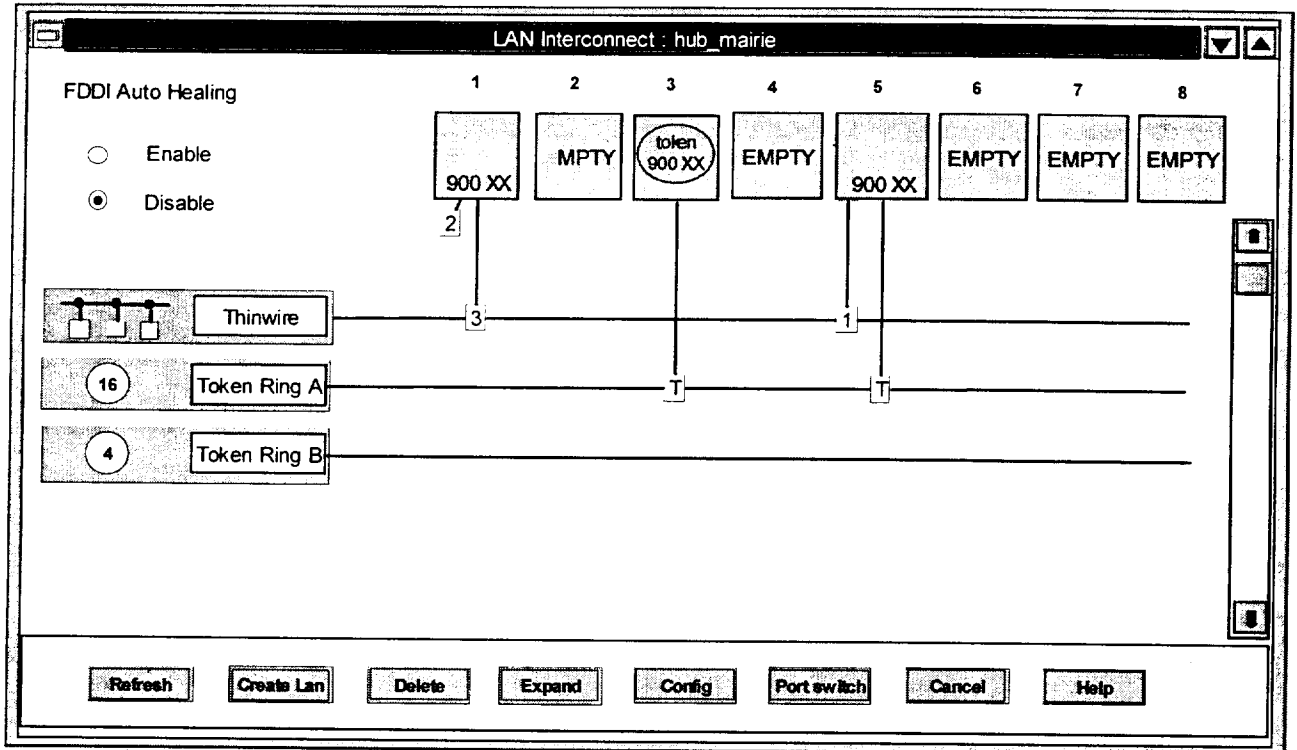 LAN Interconnect : hub_mairie
FDDI Auto Healing
1 2 3 4 5 6 7 8
Enable
Disable
900 XX
MPTY
token
900 XX
EMPTY
900 XX
EMPTY
EMPTY
EMPTY
2
Thinwire
3
1
16
Token Ring A
T
T
4
Token Ring B
Refresh
Create Lan
Delete
Expand
Config
Port switch
Cancel
Help